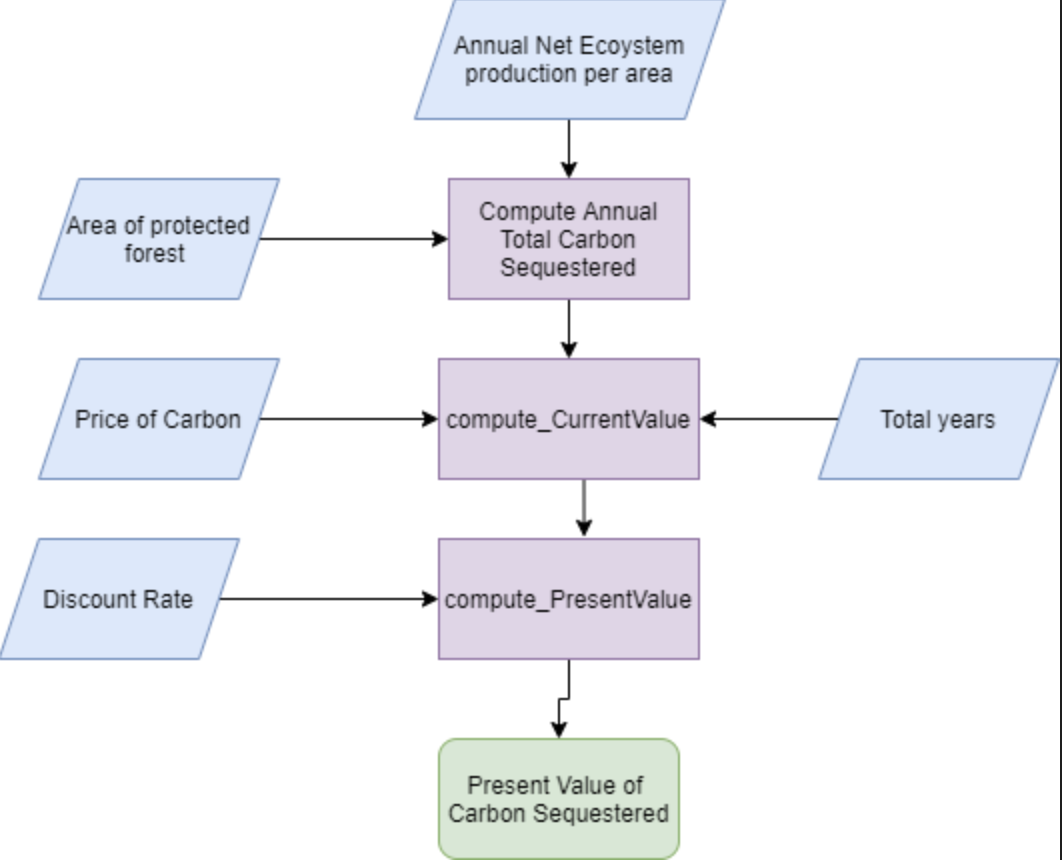 Annual Net Ecoystem
production per area
Area of protected
forest
Compute Annual
Total Carbon
Sequestered
Price of Carbon
compute_CurrentValue
Total years
Discount Rate
compute_PresentValue
Present Value of
Carbon Sequestered